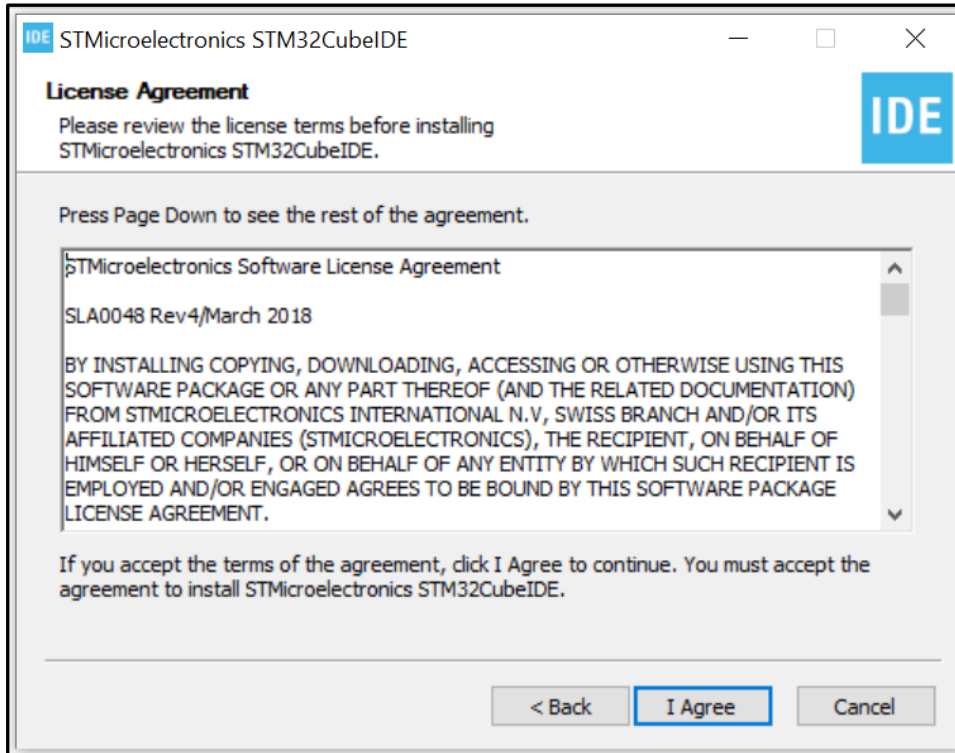 IDE STMicroelectronics STM32CubeIDE
License Agreement
Please review the license terms before installing
STMicroelectronics STM32CubeIDE.
IDE
Press Page Down to see the rest of the agreement.
STMicroelectronics Software License Agreement
SLA0048 Rev4/March 2018
BY INSTALLING COPYING, DOWNLOADING, ACCESSING OR OTHERWISE USING THIS
SOFTWARE PACKAGE OR ANY PART THEREOF (AND THE RELATED DOCUMENTATION)
FROM STMICROELECTRONICS INTERNATIONAL N.V, SWISS BRANCH AND/OR ITS
AFFILIATED COMPANIES (STMICROELECTRONICS), THE RECIPIENT, ON BEHALF OF
HIMSELF OR HERSELF, OR ON BEHALF OF ANY ENTITY BY WHICH SUCH RECIPIENT IS
EMPLOYED AND/OR ENGAGED AGREES TO BE BOUND BY THIS SOFTWARE PACKAGE
LICENSE AGREEMENT.
If you accept the terms of the agreement, click I Agree to continue. You must accept the
agreement to install STMicroelectronics STM32CubeIDE.
< Back I Agree Cancel